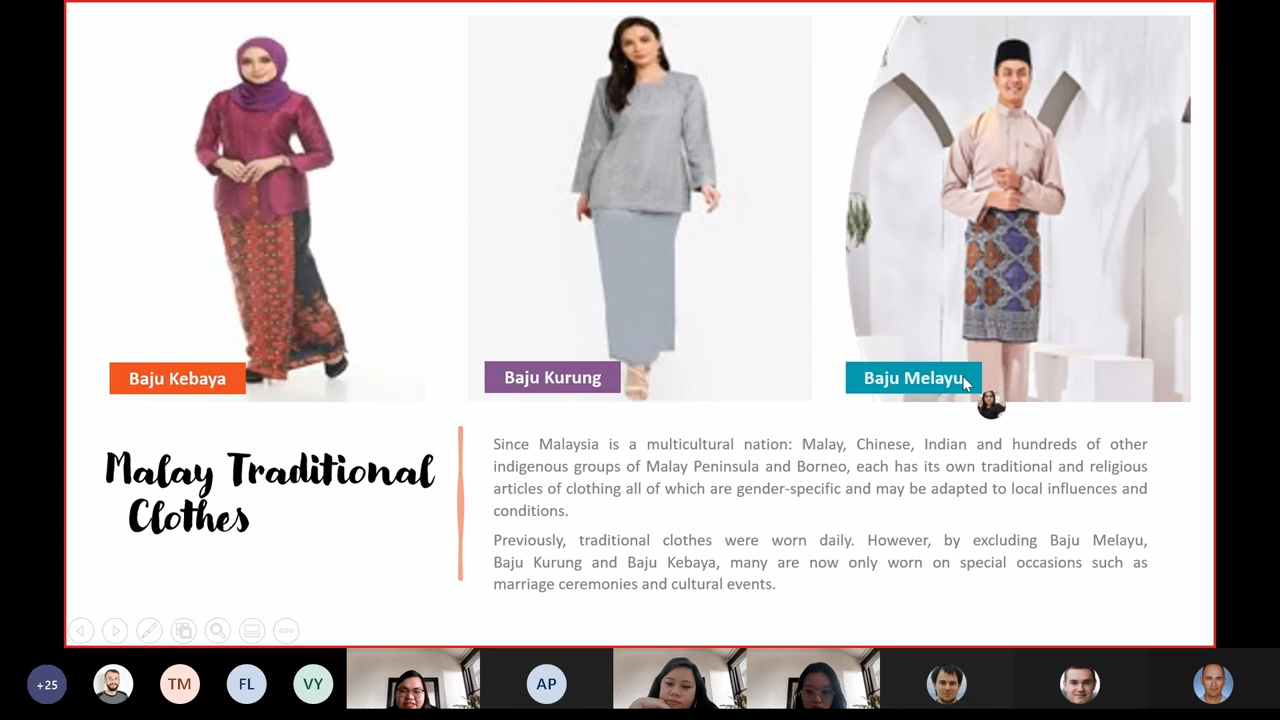 Baju Kebaya
Baju Kurung
Baju Melayu
Malay Traditional
Clothes
Since Malaysia is a multicultural nation: Malay, Chinese, Indian and hundreds of other
indigenous groups of Malay Peninsula and Borneo, each has its own traditional and religious
articles of clothing all of which are gender-specific and may be adapted to local influences and
conditions.
Previously, traditional clothes were worn daily. However, by excluding Baju Melayu,
Baju Kurung and Baju Kebaya, many are now only worn on special occasions such as
marriage ceremonies and cultural events.
+25
TM
FL
VY
AP